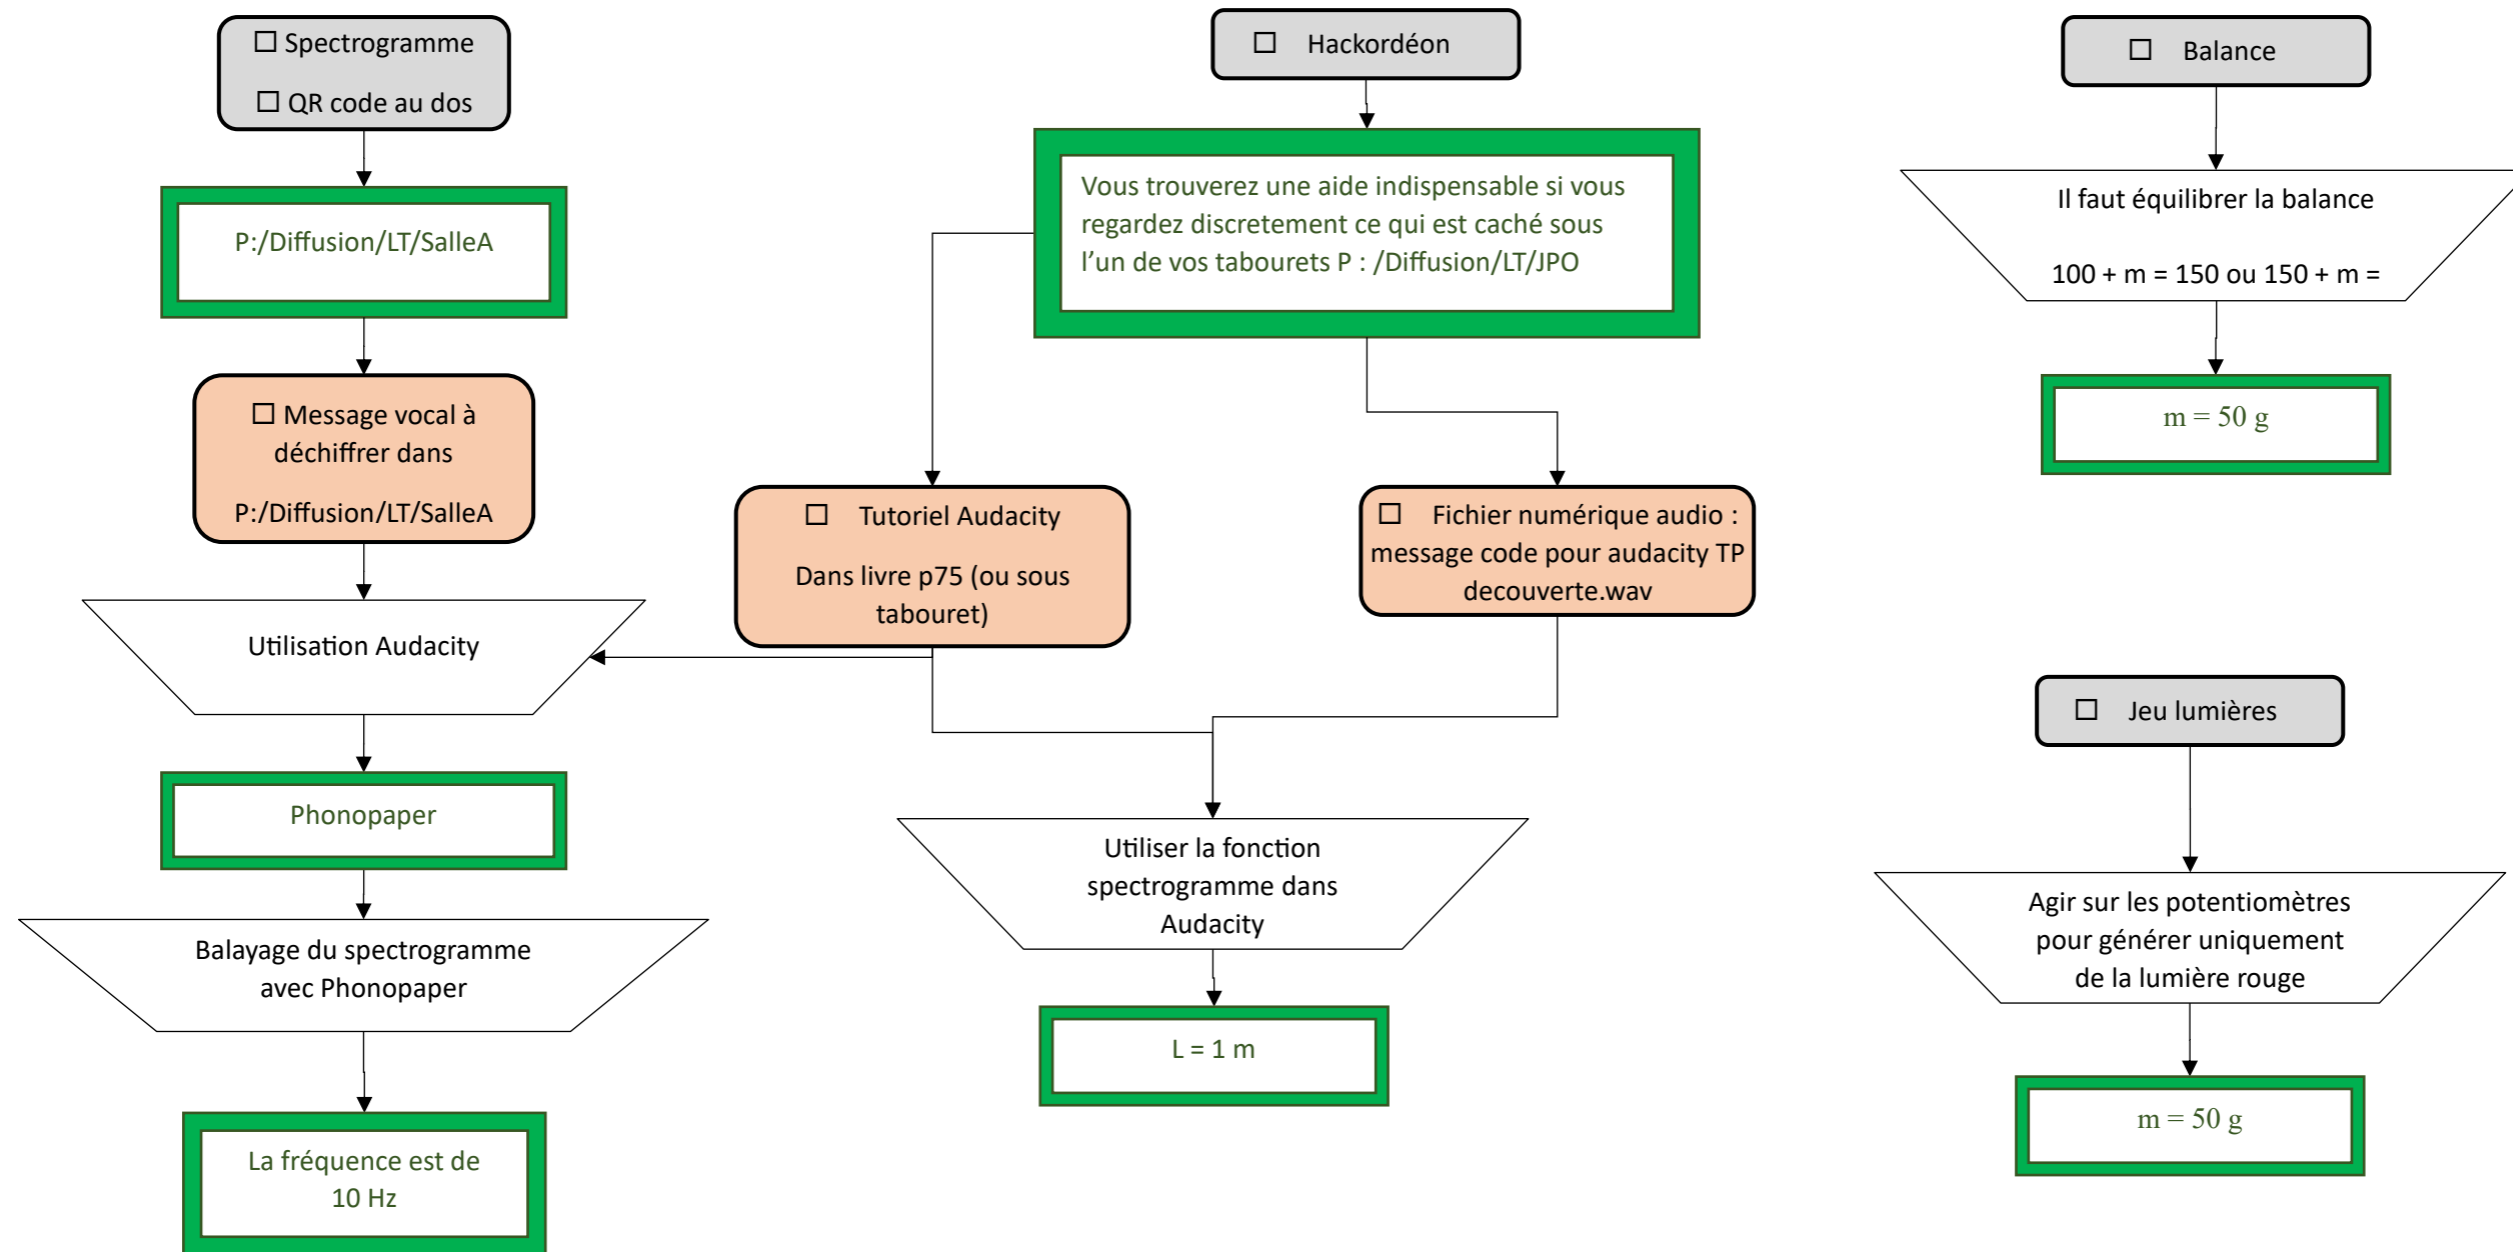 ☐ Spectrogramme
☐ QR code au dos
P:/Diffusion/LT/SalleA
☐ Message vocal à
déchiffrer dans
P:/Diffusion/LT/SalleA
Utilisation Audacity
Phonopaper
Balayage du spectrogramme
avec Phonopaper
La fréquence est de
10 Hz
☐ Hackordéon
Vous trouverez une aide indispensable si vous
regardez discretement ce qui est caché sous
l’un de vos tabourets P : /Diffusion/LT/JPO
☐ Tutoriel Audacity
Dans livre p75 (ou sous
tabouret)
☐ Fichier numérique audio :
message code pour audacity TP
decouverte.wav
Utiliser la fonction
spectrogramme dans
Audacity
L = 1 m
☐ Balance
Il faut équilibrer la balance
100 + m = 150 ou 150 + m =
m = 50 g
☐ Jeu lumières
Agir sur les potentiomètres
pour générer uniquement
de la lumière rouge
m = 50 g